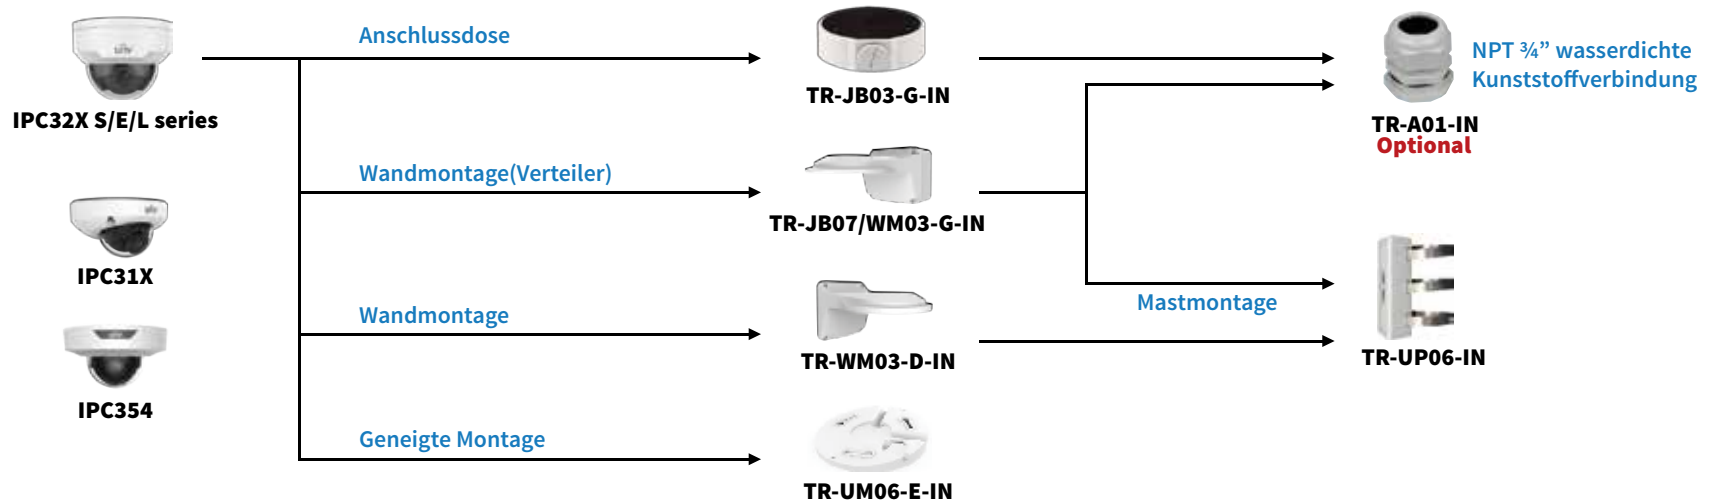 Anschlussdose
NPT ¾” wasserdichte
Kunststoffverbindung
TR-JB03-G-IN
IPC32X S/E/L series
TR-A01-IN
Optional
Wandmontage(Verteiler)
TR-JB07/WM03-G-IN
IPC31X
Mastmontage
Wandmontage
TR-WM03-D-IN
TR-UP06-IN
IPC354
Geneigte Montage
TR-UM06-E-IN